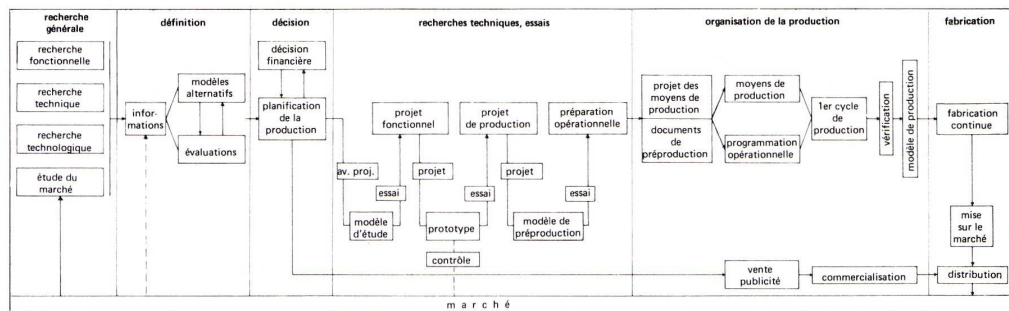 recherche
générale
définition
décision
recherches techniques, essais
organisation de la production
fabrication
recherche
fonctionnelle
recherche
technique
recherche
technologique
étude du
marché
infor-
mations
modèles
alternatifs
évaluations
décision
financière
planification
de la
production
projet
fonctionnel
projet
de production
préparation
opérationnelle
av. proj.
essai
projet
essai
projet
essai
modèle
d'étude
prototype
modèle de
préproduction
contrôle
projet des
moyens de
production
documents
de
préproduction
moyens de
production
programmation
opérationnelle
1er cycle
de
production
vérification
modèle de production
fabrication
continue
mise
sur le
marché
vente
publicité
commercialisation
distribution
marché